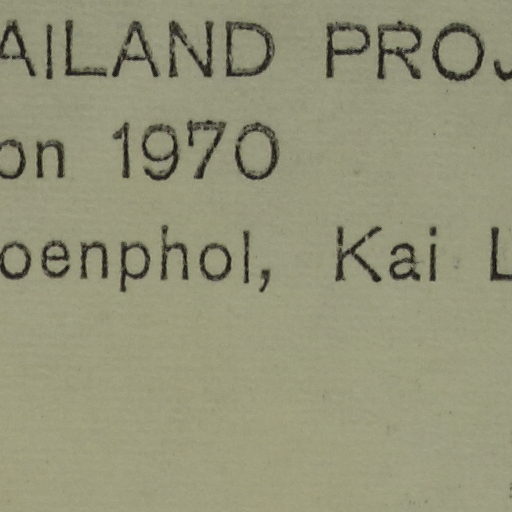 AILAND PROJ
on 1970
oenphol, Kai L